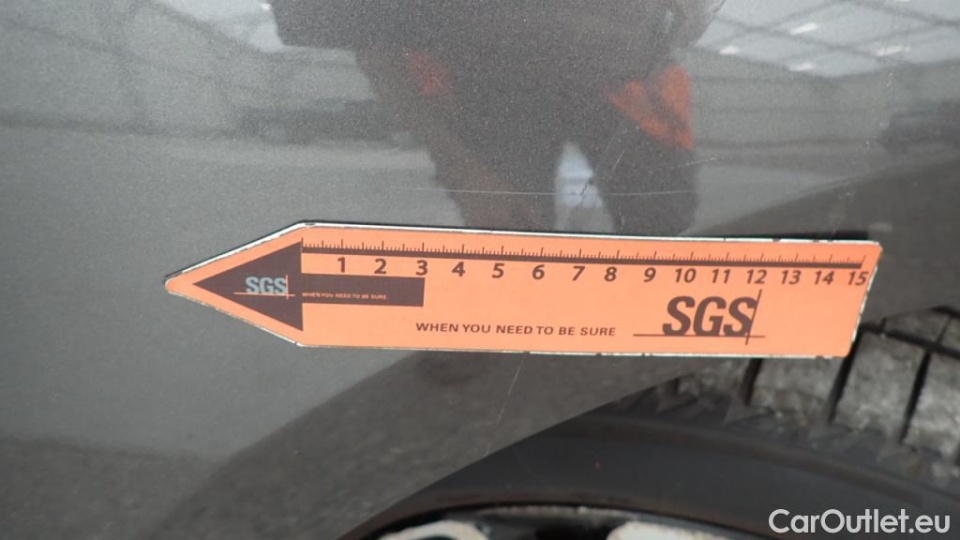 1 2 3 4 5 6 7 8 9 10 11 12 13 14 15
SGS
WHEN YOU NEED TO BE SURE
SGS
WHEN YOU NEED TO BE SURE
CarOutlet.eu